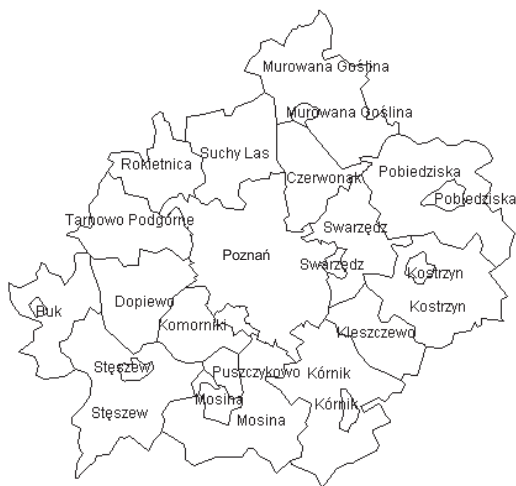 Murowana Goślina
Murowana Goślina
Suchy Las
Rokietnica
Czerwonak
Pobiedziska
Pobiedziska
Tarnowo Podgórne
Swarzędz
Poznań
Swarzędz
Kostrzyn
Dopiewo
Kostrzyn
Buk
Komorniki
Kleszczewo
Stęszew
Puszczykowo
Kórnik
Mosina
Kórnik
Stęszew
Mosina